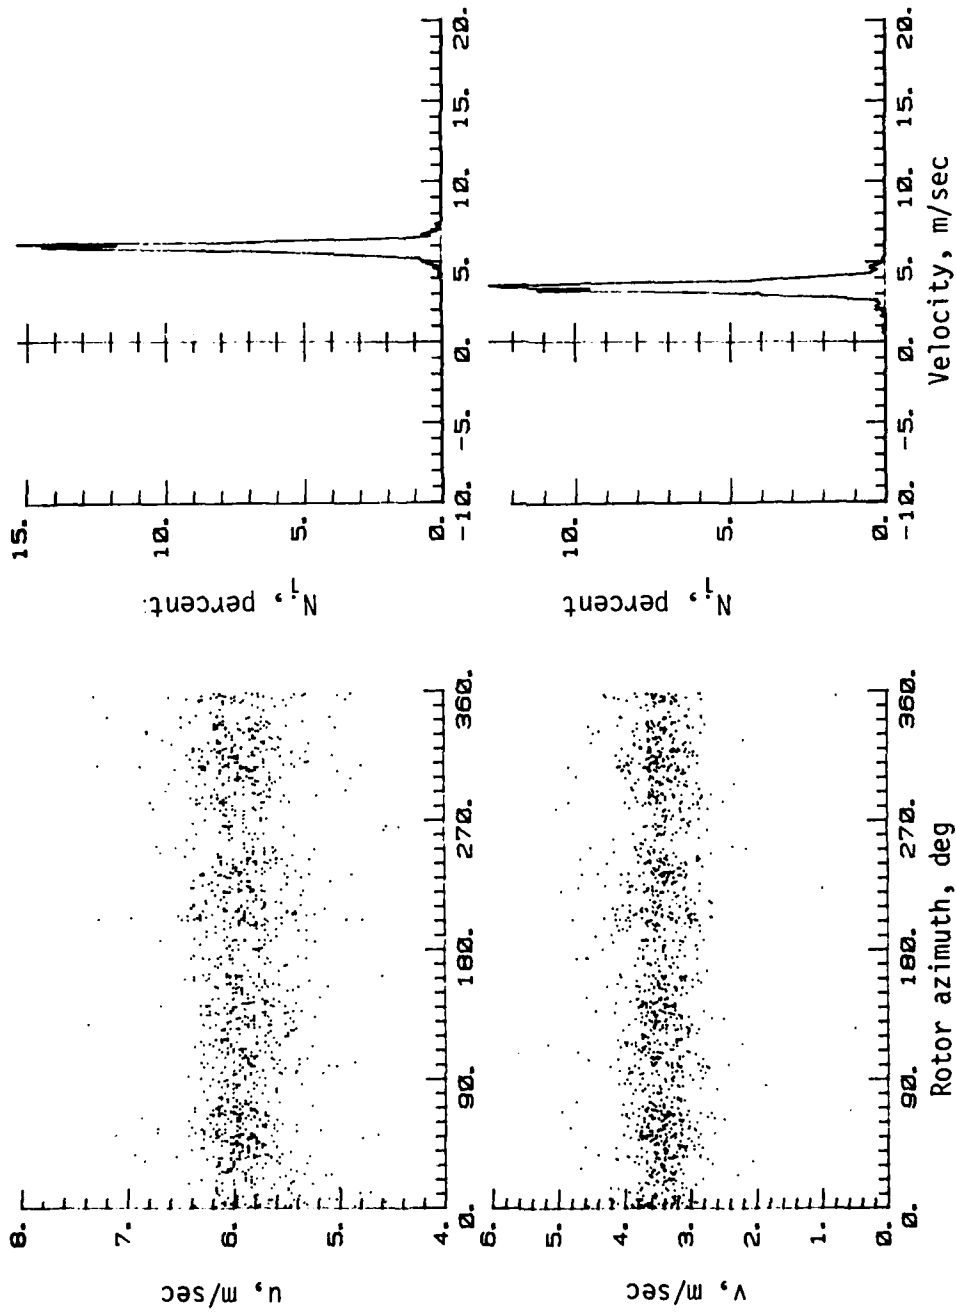 8.
7.
6.
5.
4.
u, m/sec
0. 90. 180. 270. 360.
6.
5.
4.
3.
2.
1.
0.
v, m/sec
0. 90. 180. 270. 360.
Rotor azimuth, deg
15.
10.
5.
0.
Ni, percent
-10. -5. 0. 5. 10. 15. 20.
10.
5.
0.
Ni, percent
-10. -5. 0. 5. 10. 15. 20.
Velocity, m/sec